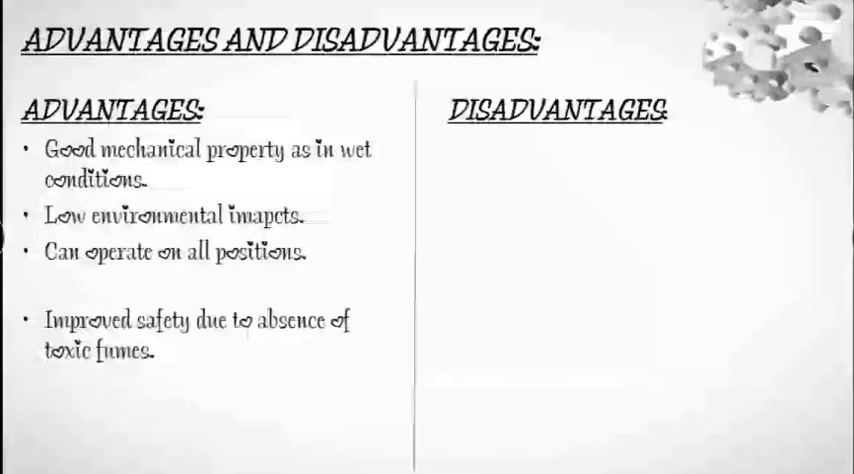 ADVANTAGES AND DISADVANTAGES:
ADVANTAGES:
• Good mechanical property as in wet
conditions.
• Low environmental imapcts.
• Can operate on all positions.
• Improved safety due to absence of
toxic fumes.
DISADVANTAGES: